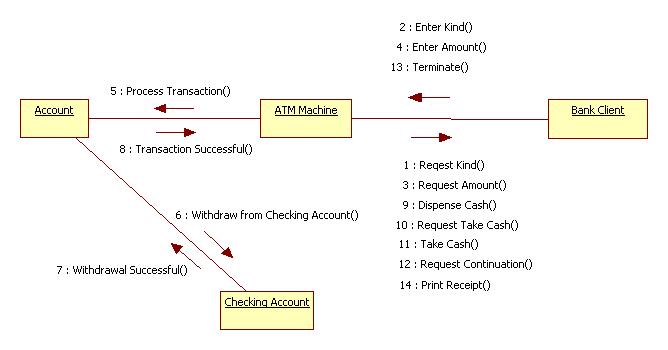 2 : Enter Kind()
4 : Enter Amount()
13 : Terminate()
5 : Process Transaction()
Account
ATM Machine
Bank Client
8 : Transaction Successful()
1 : Reqest Kind()
3 : Request Amount()
9 : Dispense Cash()
10 : Request Take Cash()
11 : Take Cash()
12 : Request Continuation()
14 : Print Receipt()
6 : Withdraw from Checking Account()
7 : Withdrawal Successful()
Checking Account